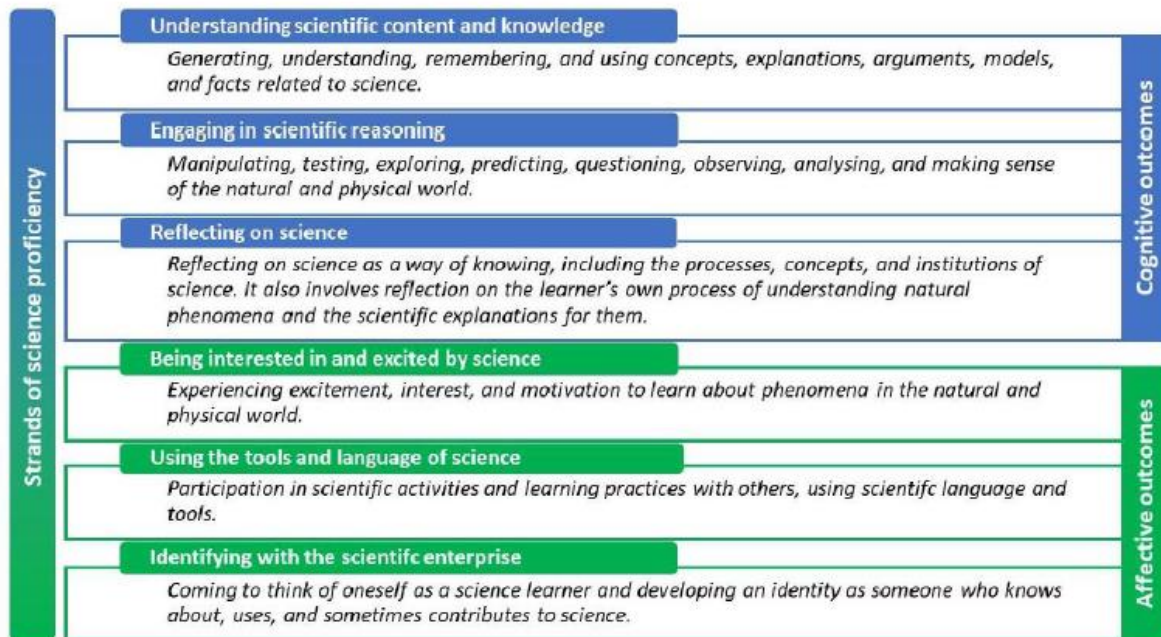 Strands of science proficiency
Understanding scientific content and knowledge
Generating, understanding, remembering, and using concepts, explanations, arguments, models,
and facts related to science.
Engaging in scientific reasoning
Manipulating, testing, exploring, predicting, questioning, observing, analysing, and making sense
of the natural and physical world.
Reflecting on science
Reflecting on science as a way of knowing, including the processes, concepts, and institutions of
science. It also involves reflection on the learner's own process of understanding natural
phenomena and the scientific explanations for them.
Cognitive outcomes
Being interested in and excited by science
Experiencing excitement, interest, and motivation to learn about phenomena in the natural and
physical world.
Using the tools and language of science
Participation in scientific activities and learning practices with others, using scientifc language and
tools.
Identifying with the scientifc enterprise
Coming to think of oneself as a science learner and developing an identity as someone who knows
about, uses, and sometimes contributes to science.
Affective outcomes